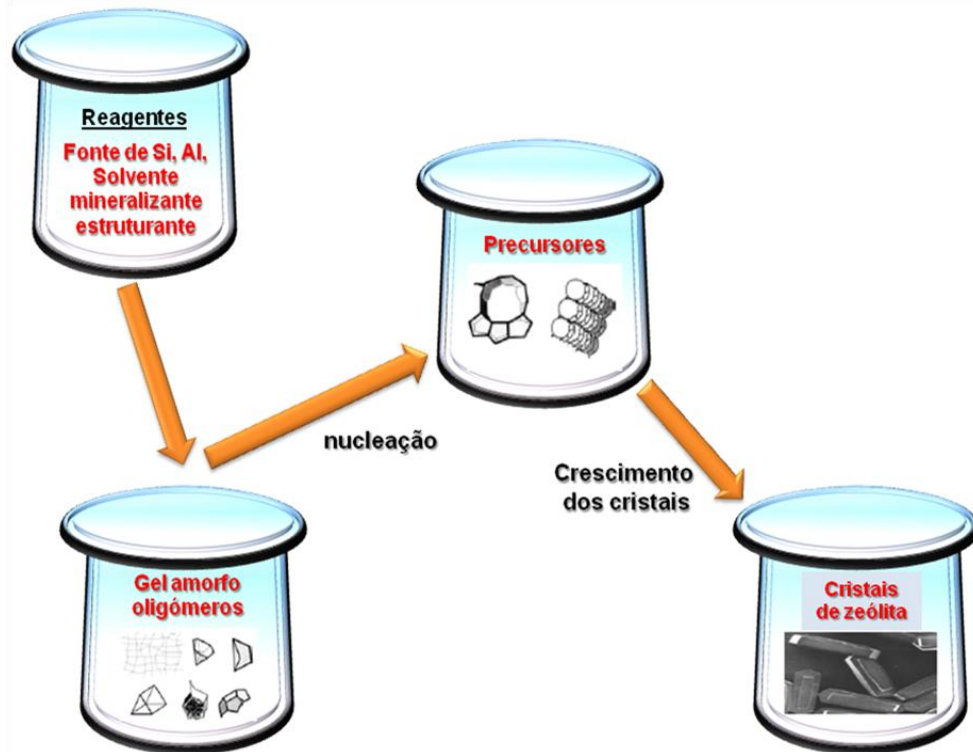 Reagentes
Fonte de Si, Al,
Solvente
mineralizante
estruturante
Precursores
nucleação
Crescimento
dos cristais
Gel amorfo
oligómeros
Cristais
de zeólita